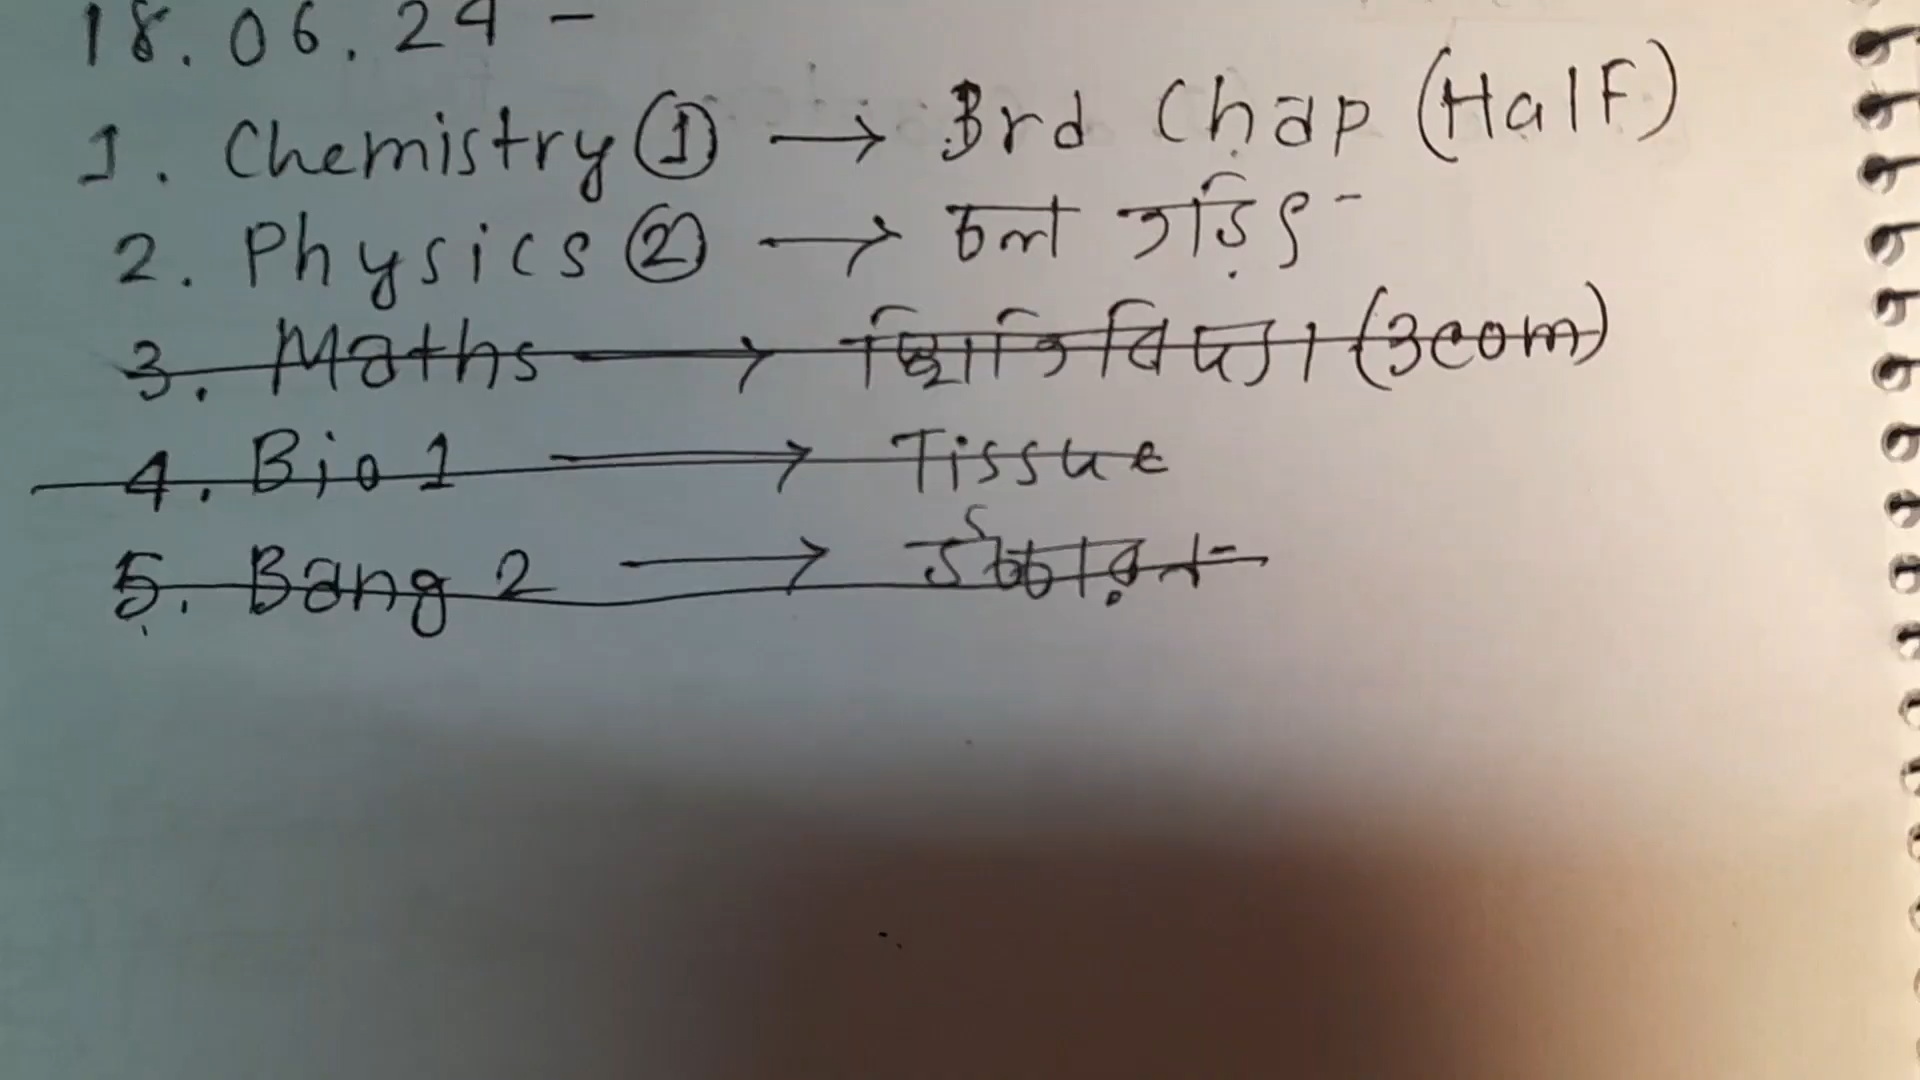 18.06.24 -
1. Chemistry ① → 3rd Chap (Half)
2. Physics ② → চল তড়িৎ -
3. Maths → স্থিতিবিদ্যা (3com)
4. Bio 1 → Tissue
5. Bang 2 → উচ্চারণ -